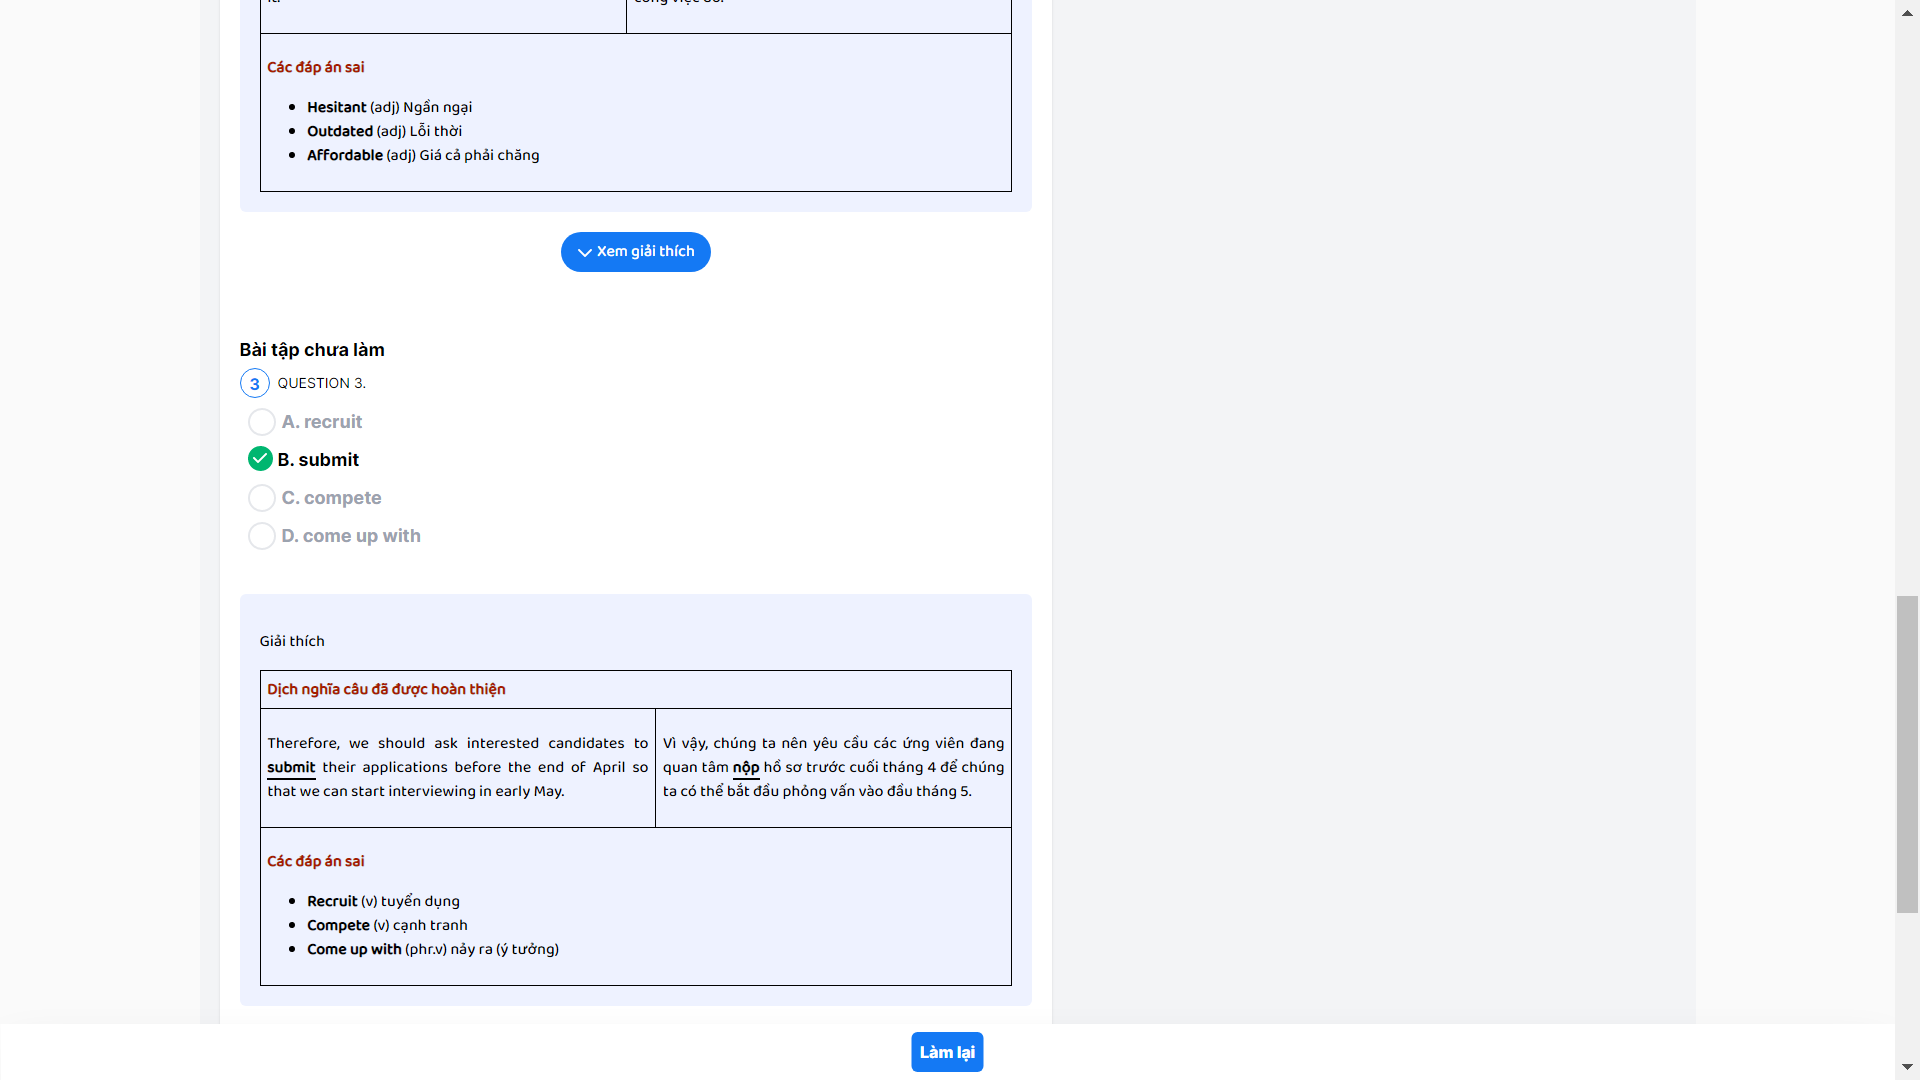 Các đáp án sai
Hesitant (adj) Ngần ngại
Outdated (adj) Lỗi thời
Affordable (adj) Giá cả phải chăng
Xem giải thích
Bài tập chưa làm
3 QUESTION 3.
A. recruit
B. submit
C. compete
D. come up with
Giải thích
Dịch nghĩa câu đã được hoàn thiện
Therefore, we should ask interested candidates to
submit their applications before the end of April so
that we can start interviewing in early May.
Vì vậy, chúng ta nên yêu cầu các ứng viên đang
quan tâm nộp hồ sơ trước cuối tháng 4 để chúng
ta có thể bắt đầu phỏng vấn vào đầu tháng 5.
Các đáp án sai
Recruit (v) tuyển dụng
Compete (v) cạnh tranh
Come up with (phr.v) nảy ra (ý tưởng)
Làm lại